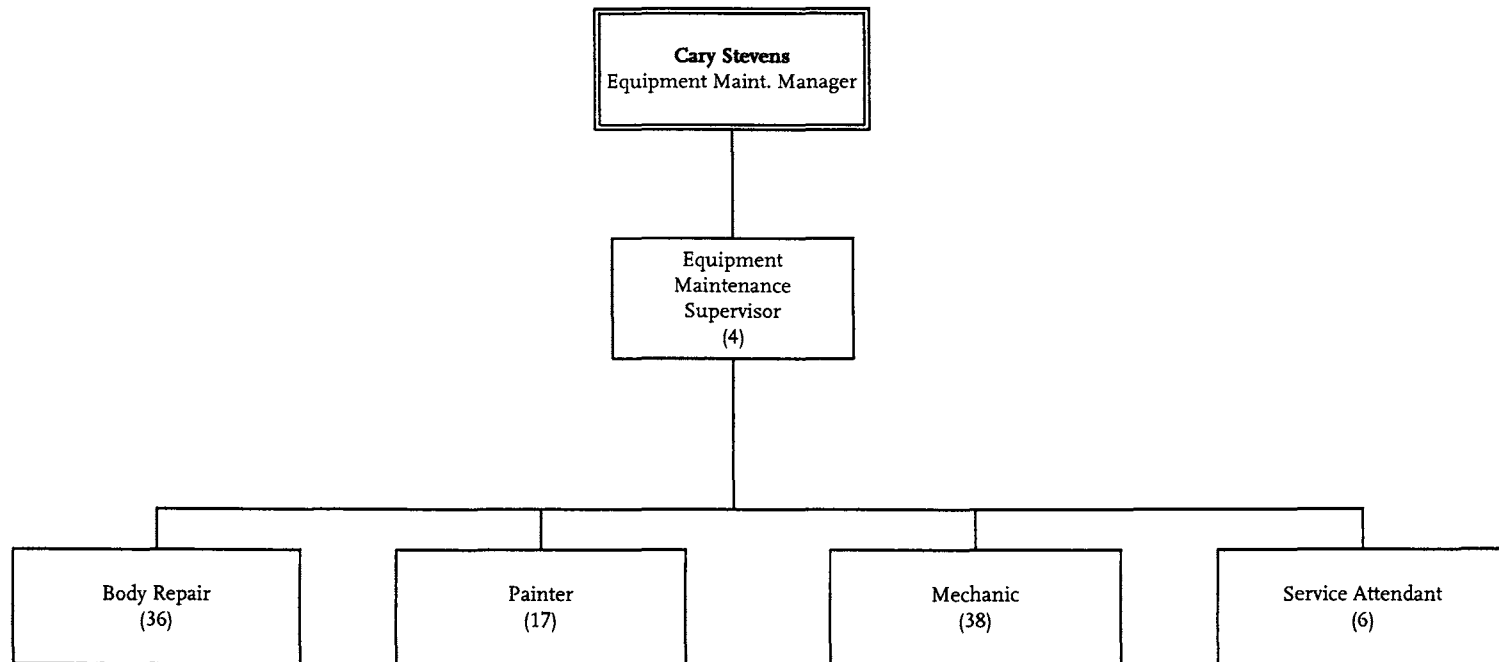 Cary Stevens
Equipment Maint. Manager
Equipment
Maintenance
Supervisor
(4)
Body Repair
(36)
Painter
(17)
Mechanic
(38)
Service Attendant
(6)